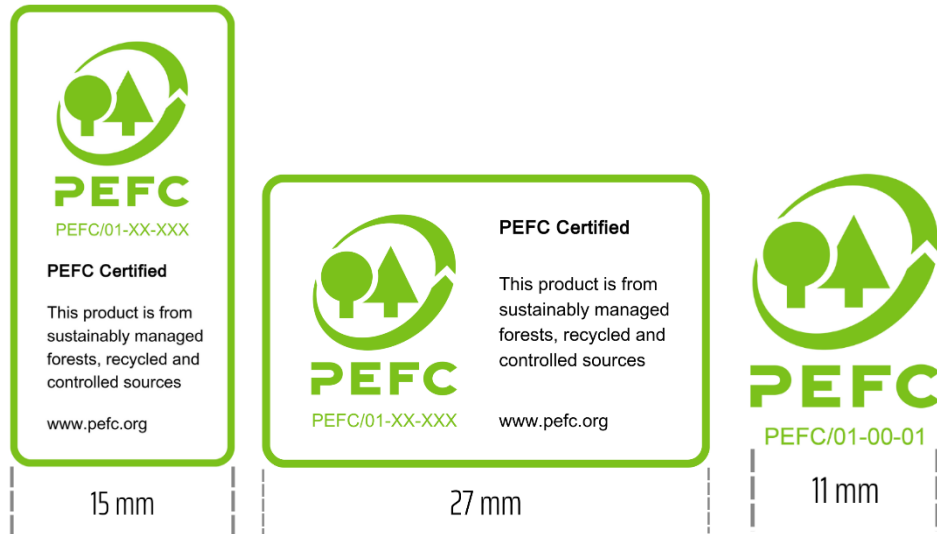 PEFC
PEFC/01-XX-XXX
PEFC Certified
This product is from
sustainably managed
forests, recycled and
controlled sources
www.pefc.org
15 mm
PEFC
PEFC/01-XX-XXX
PEFC Certified
This product is from
sustainably managed
forests, recycled and
controlled sources
www.pefc.org
27 mm
PEFC
PEFC/01-00-01
11 mm